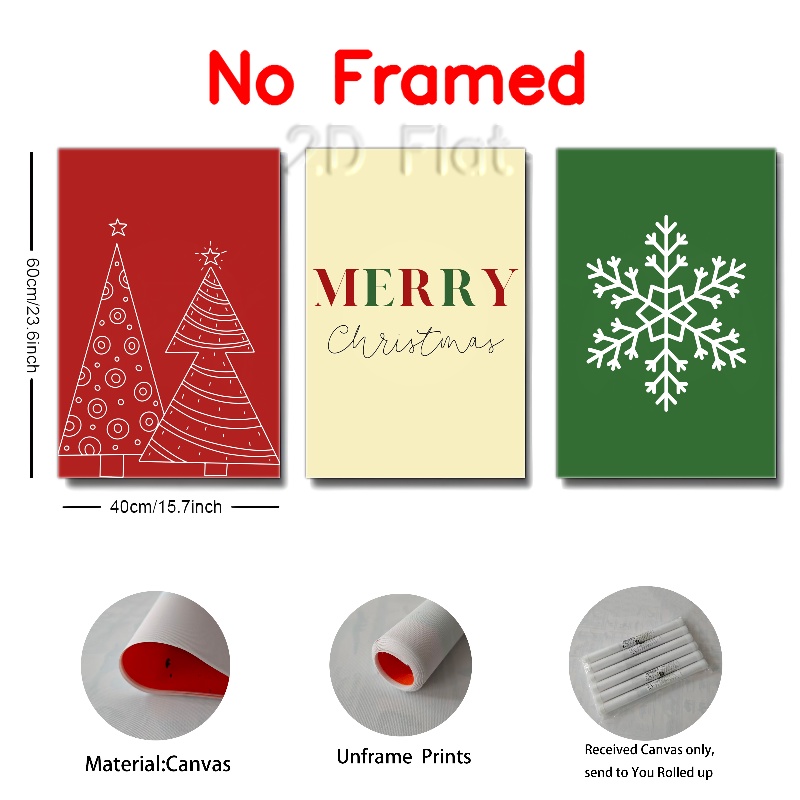 No Framed
2D Flat
60cm/23.6inch
MERRY
Christmas
40cm/15.7inch
Material:Canvas
Unframe Prints
Received Canvas only,
send to You Rolled up